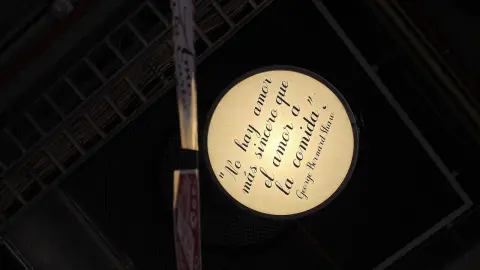 "No hay amor
más sincero que
el amor a
la comida".
George Bernard Shaw